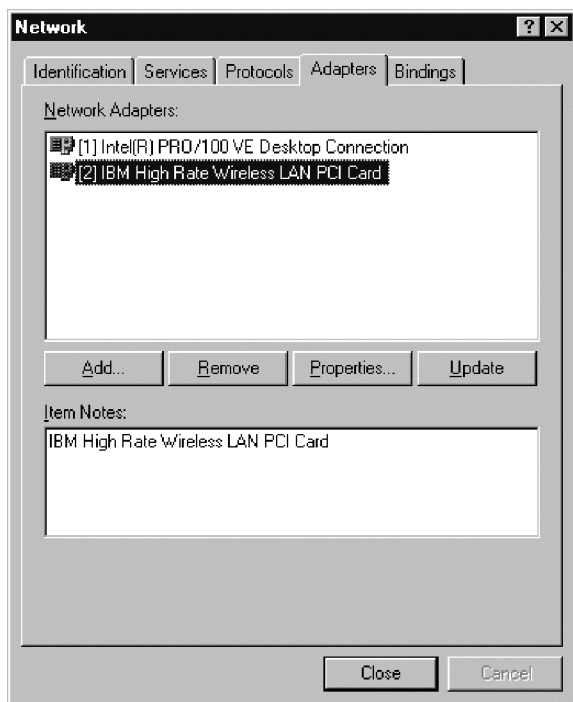 Network
Identification Services Protocols Adapters Bindings
Network Adapters:
[1] Intel(R) PRO/100 VE Desktop Connection
[2] IBM High Rate Wireless LAN PCI Card
Add... Remove Properties... Update
Item Notes:
IBM High Rate Wireless LAN PCI Card
Close Cancel